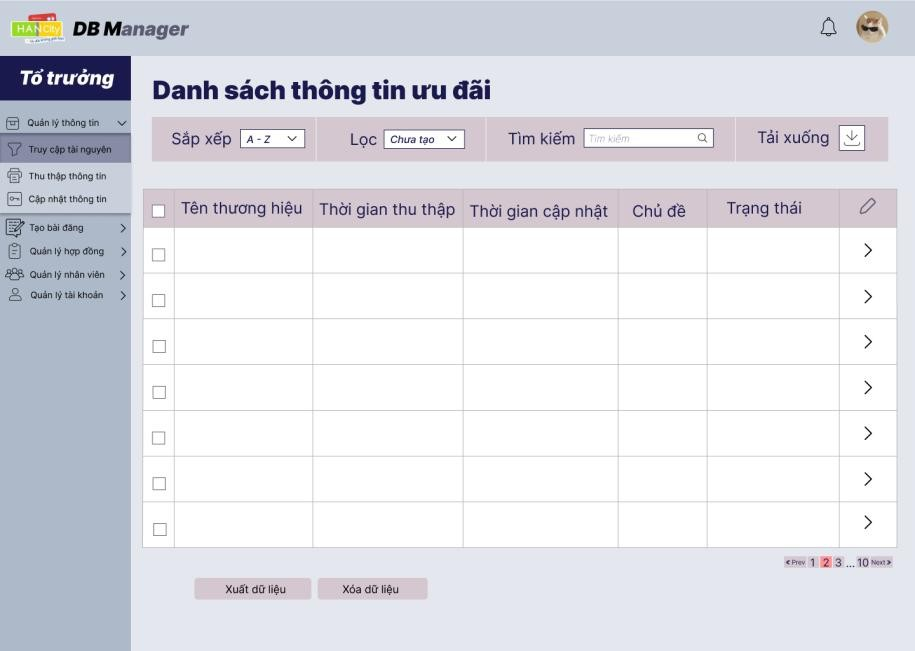 HANCity
DB Manager
Tổ trưởng
Quản lý thông tin
Truy cập tài nguyên
Thu thập thông tin
Cập nhật thông tin
Tạo bài đăng
Quản lý hợp đồng
Quản lý nhân viên
Quản lý tài khoản
Danh sách thông tin ưu đãi
Sắp xếp A - Z Lọc Chưa tạo Tìm kiếm Tìm kiếm Tải xuống
Tên thương hiệu Thời gian thu thập Thời gian cập nhật Chủ đề Trạng thái
Prev 1 2 3 ... 10 Next
Xuất dữ liệu Xóa dữ liệu